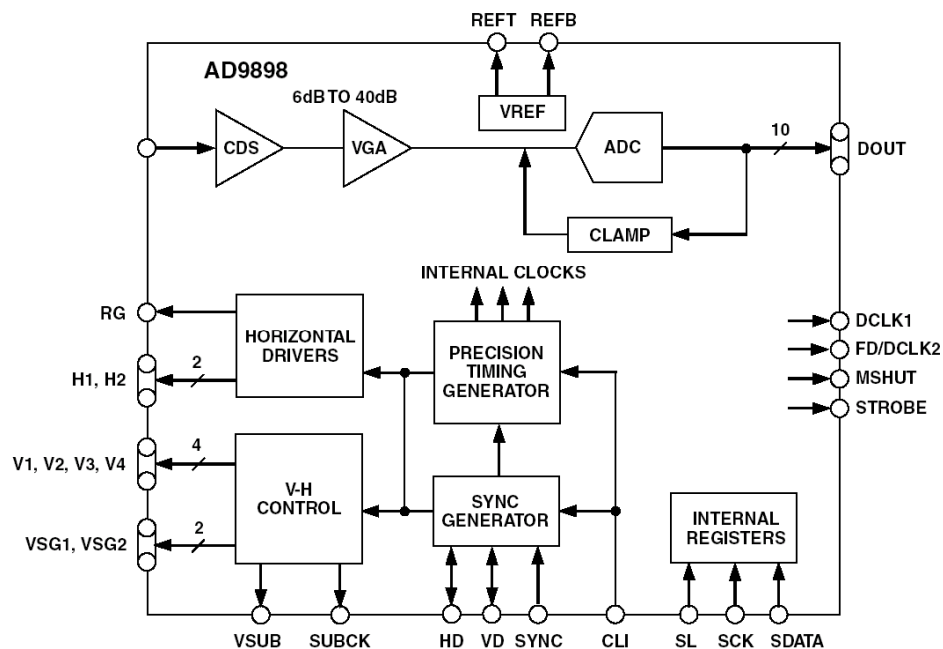 REFT REFB
AD9898
6dB TO 40dB
VREF
CDS
VGA
ADC
10
DOUT
CLAMP
INTERNAL CLOCKS
RG
HORIZONTAL
DRIVERS
PRECISION
TIMING
GENERATOR
DCLK1
FD/DCLK2
MSHUT
STROBE
H1, H2
2
V1, V2, V3, V4
4
V-H
CONTROL
SYNC
GENERATOR
INTERNAL
REGISTERS
VSG1, VSG2
2
VSUB SUBCK HD VD SYNC CLI SL SCK SDATA